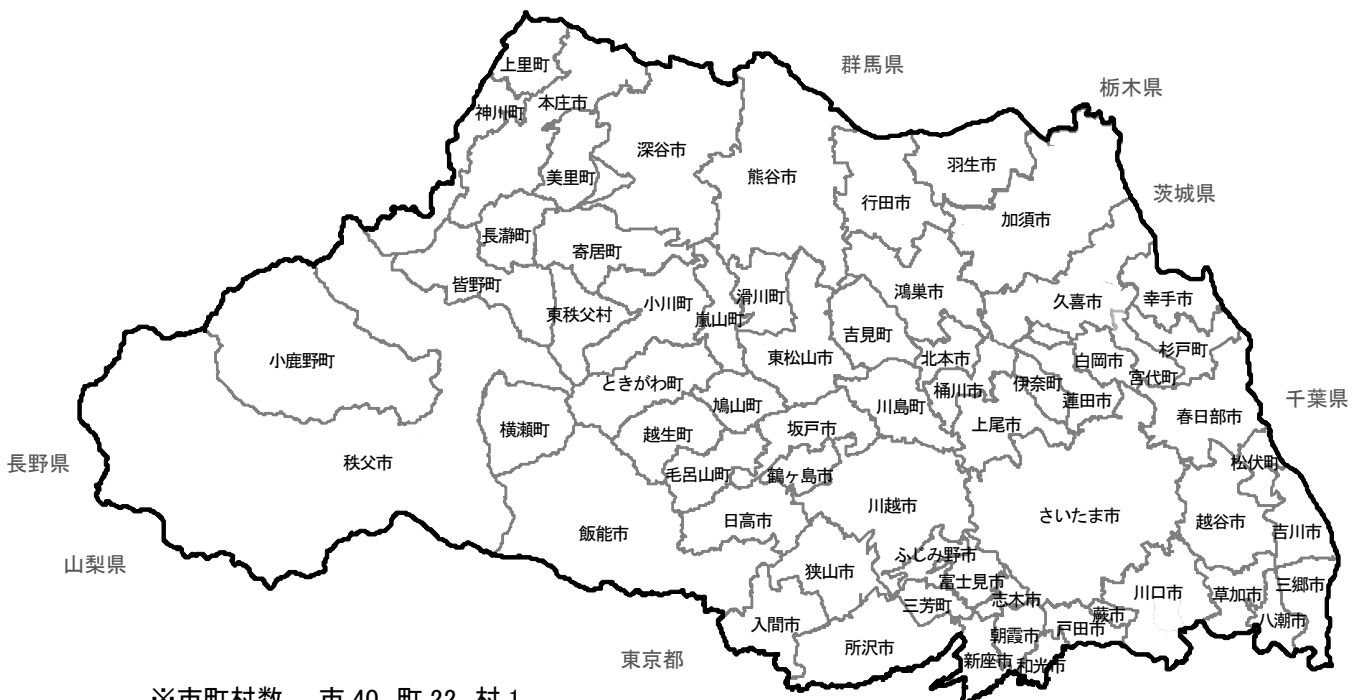 群馬県
栃木県
茨城県
千葉県
長野県
山梨県
東京都
上里町
神川町
本庄市
美里町
深谷市
熊谷市
行田市
羽生市
加須市
長瀞町
寄居町
皆野町
東秩父村
小川町
嵐山町
滑川町
東松山市
吉見町
鴻巣市
久喜市
幸手市
杉戸町
宮代町
白岡市
北本市
桶川市
伊奈町
蓮田市
上尾市
春日部市
小鹿野町
横瀬町
秩父市
ときがわ町
鳩山町
越生町
毛呂山町
坂戸市
鶴ヶ島市
川島町
川越市
さいたま市
松伏町
越谷市
吉川市
飯能市
日高市
狭山市
入間市
所沢市
ふじみ野市
富士見市
三芳町
志木市
朝霞市
新座市
和光市
戸田市
蕨市
川口市
草加市
八潮市
三郷市
※市町村数 市 40 町 22 村 1